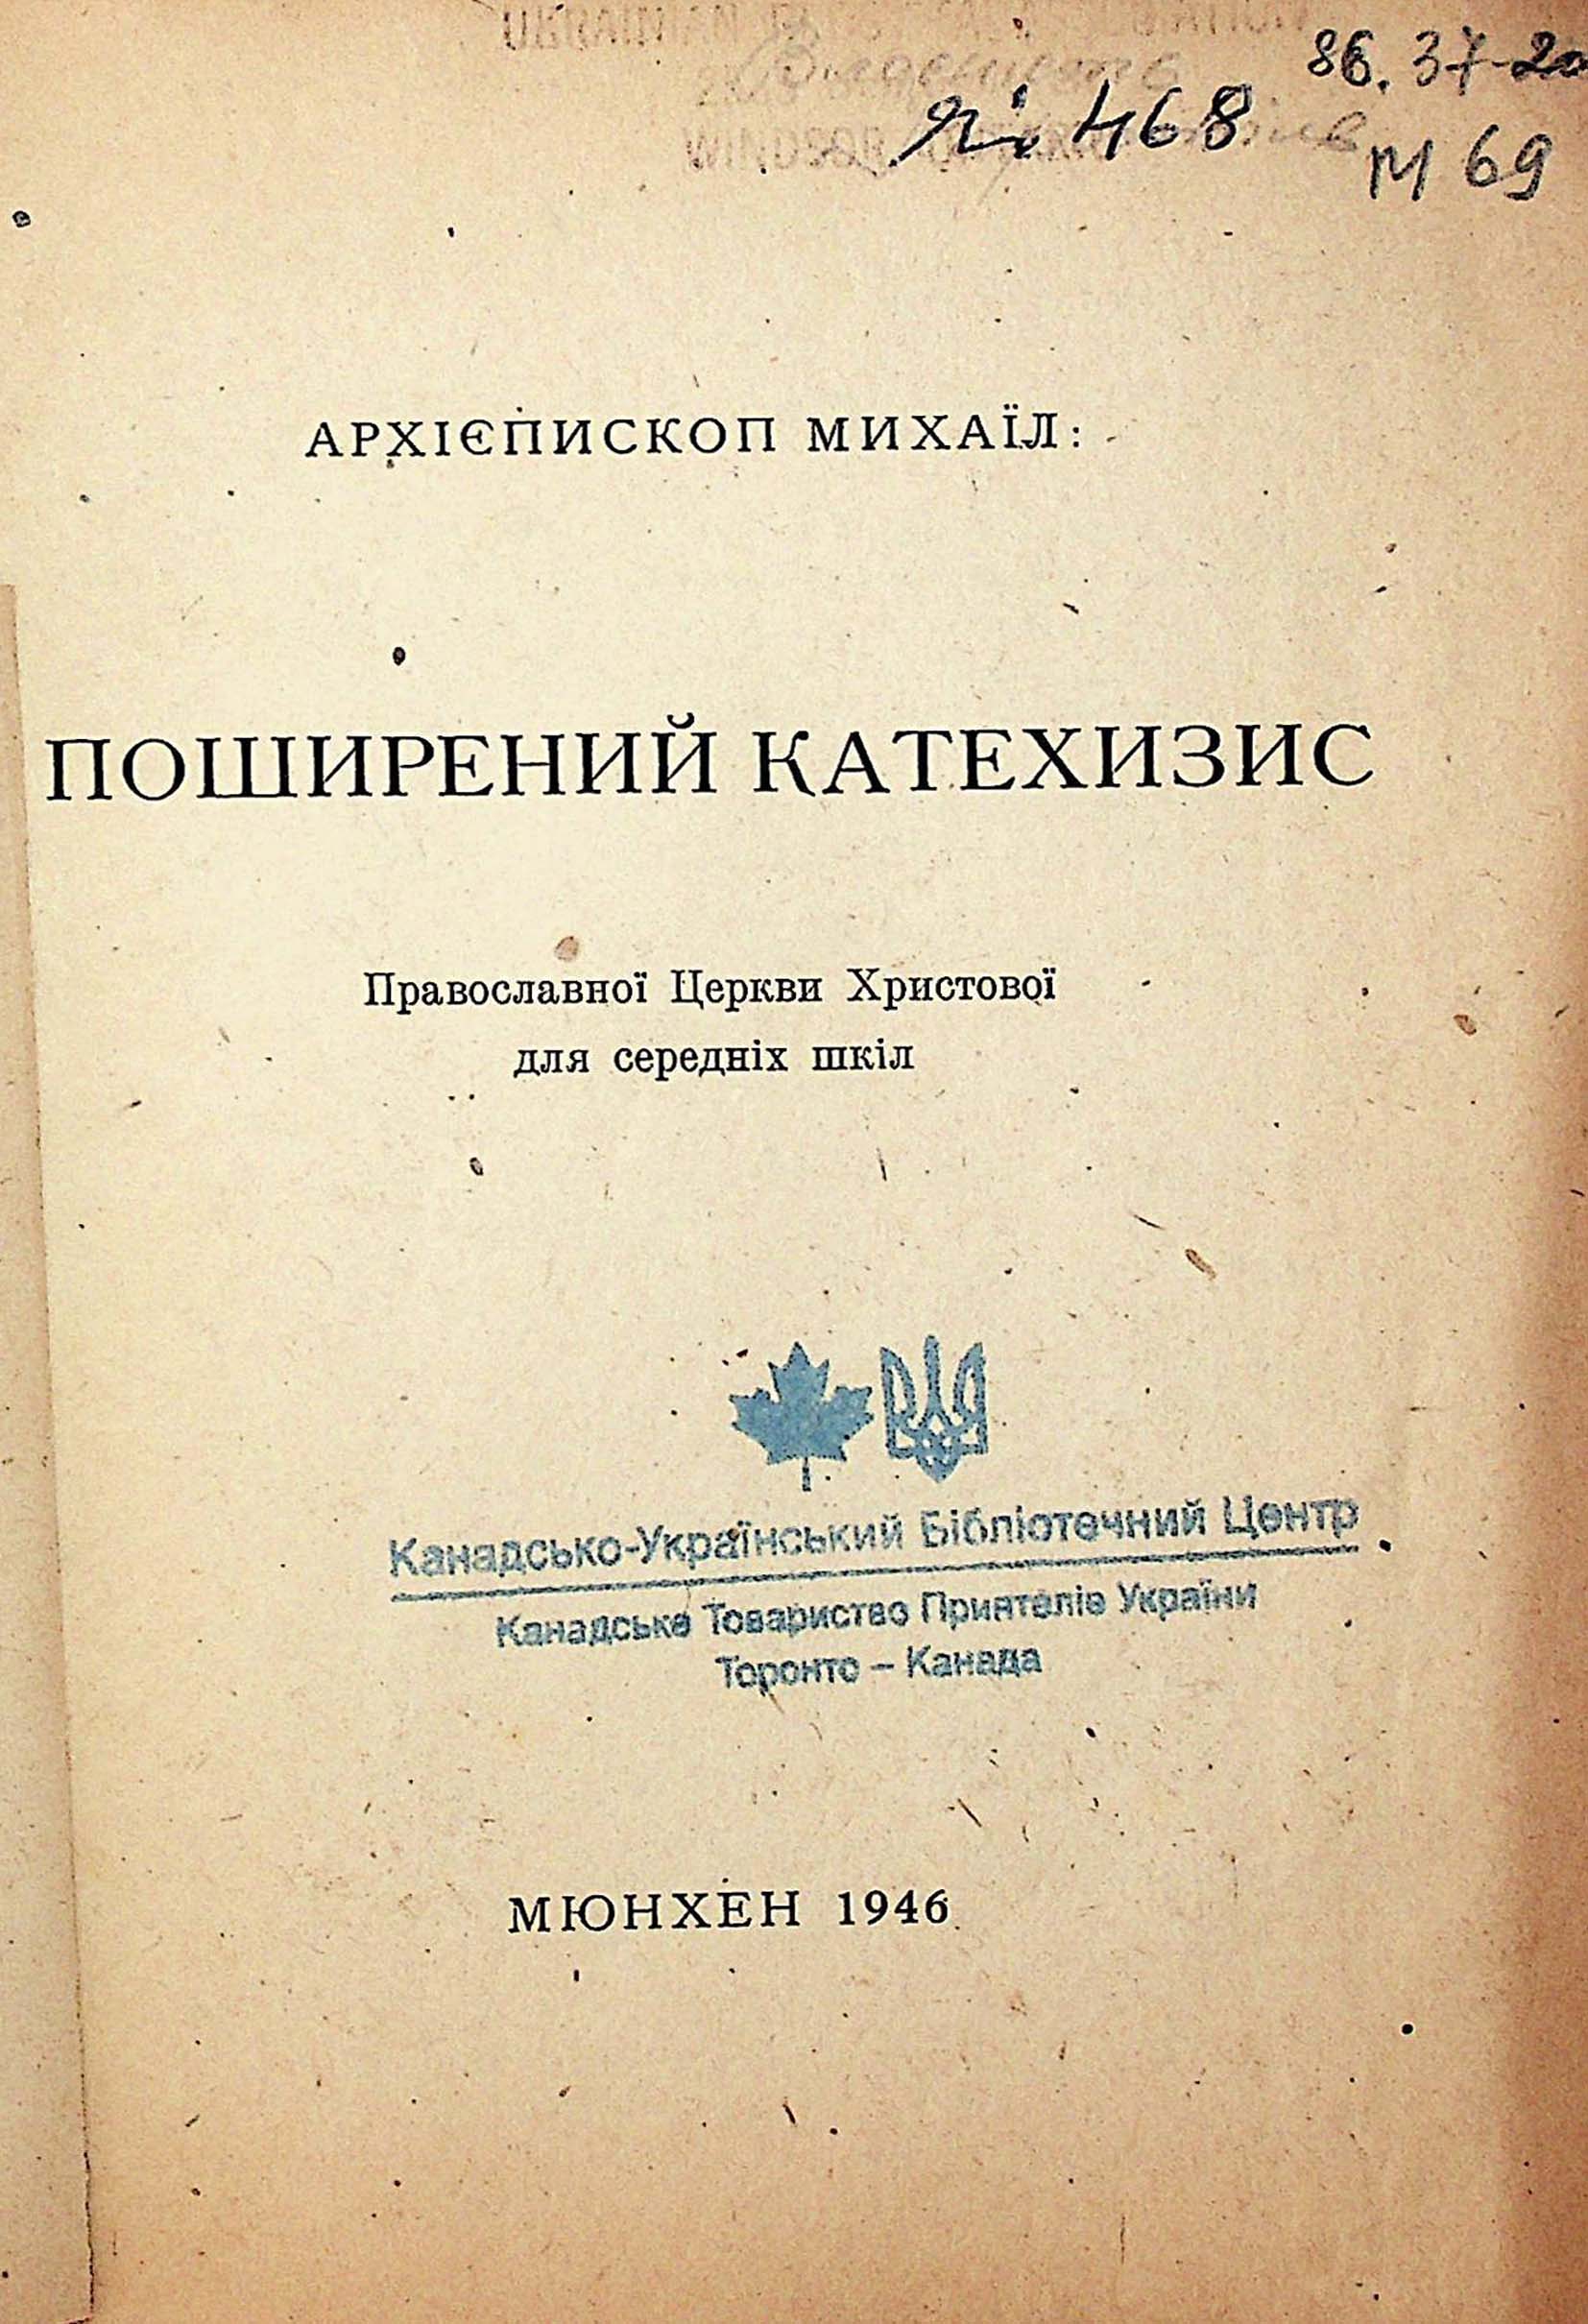 86.37-20
468
М 69
АРХІЄПИСКОП МИХАЇЛ:
ПОШИРЕНИЙ КАТЕХИЗИС
Православної Церкви Христової
для середніх шкіл
Канадсько-Український Бібліотечний Центр
Канадське Товариство Приятелів України
Торонто – Канада
МЮНХЕН 1946